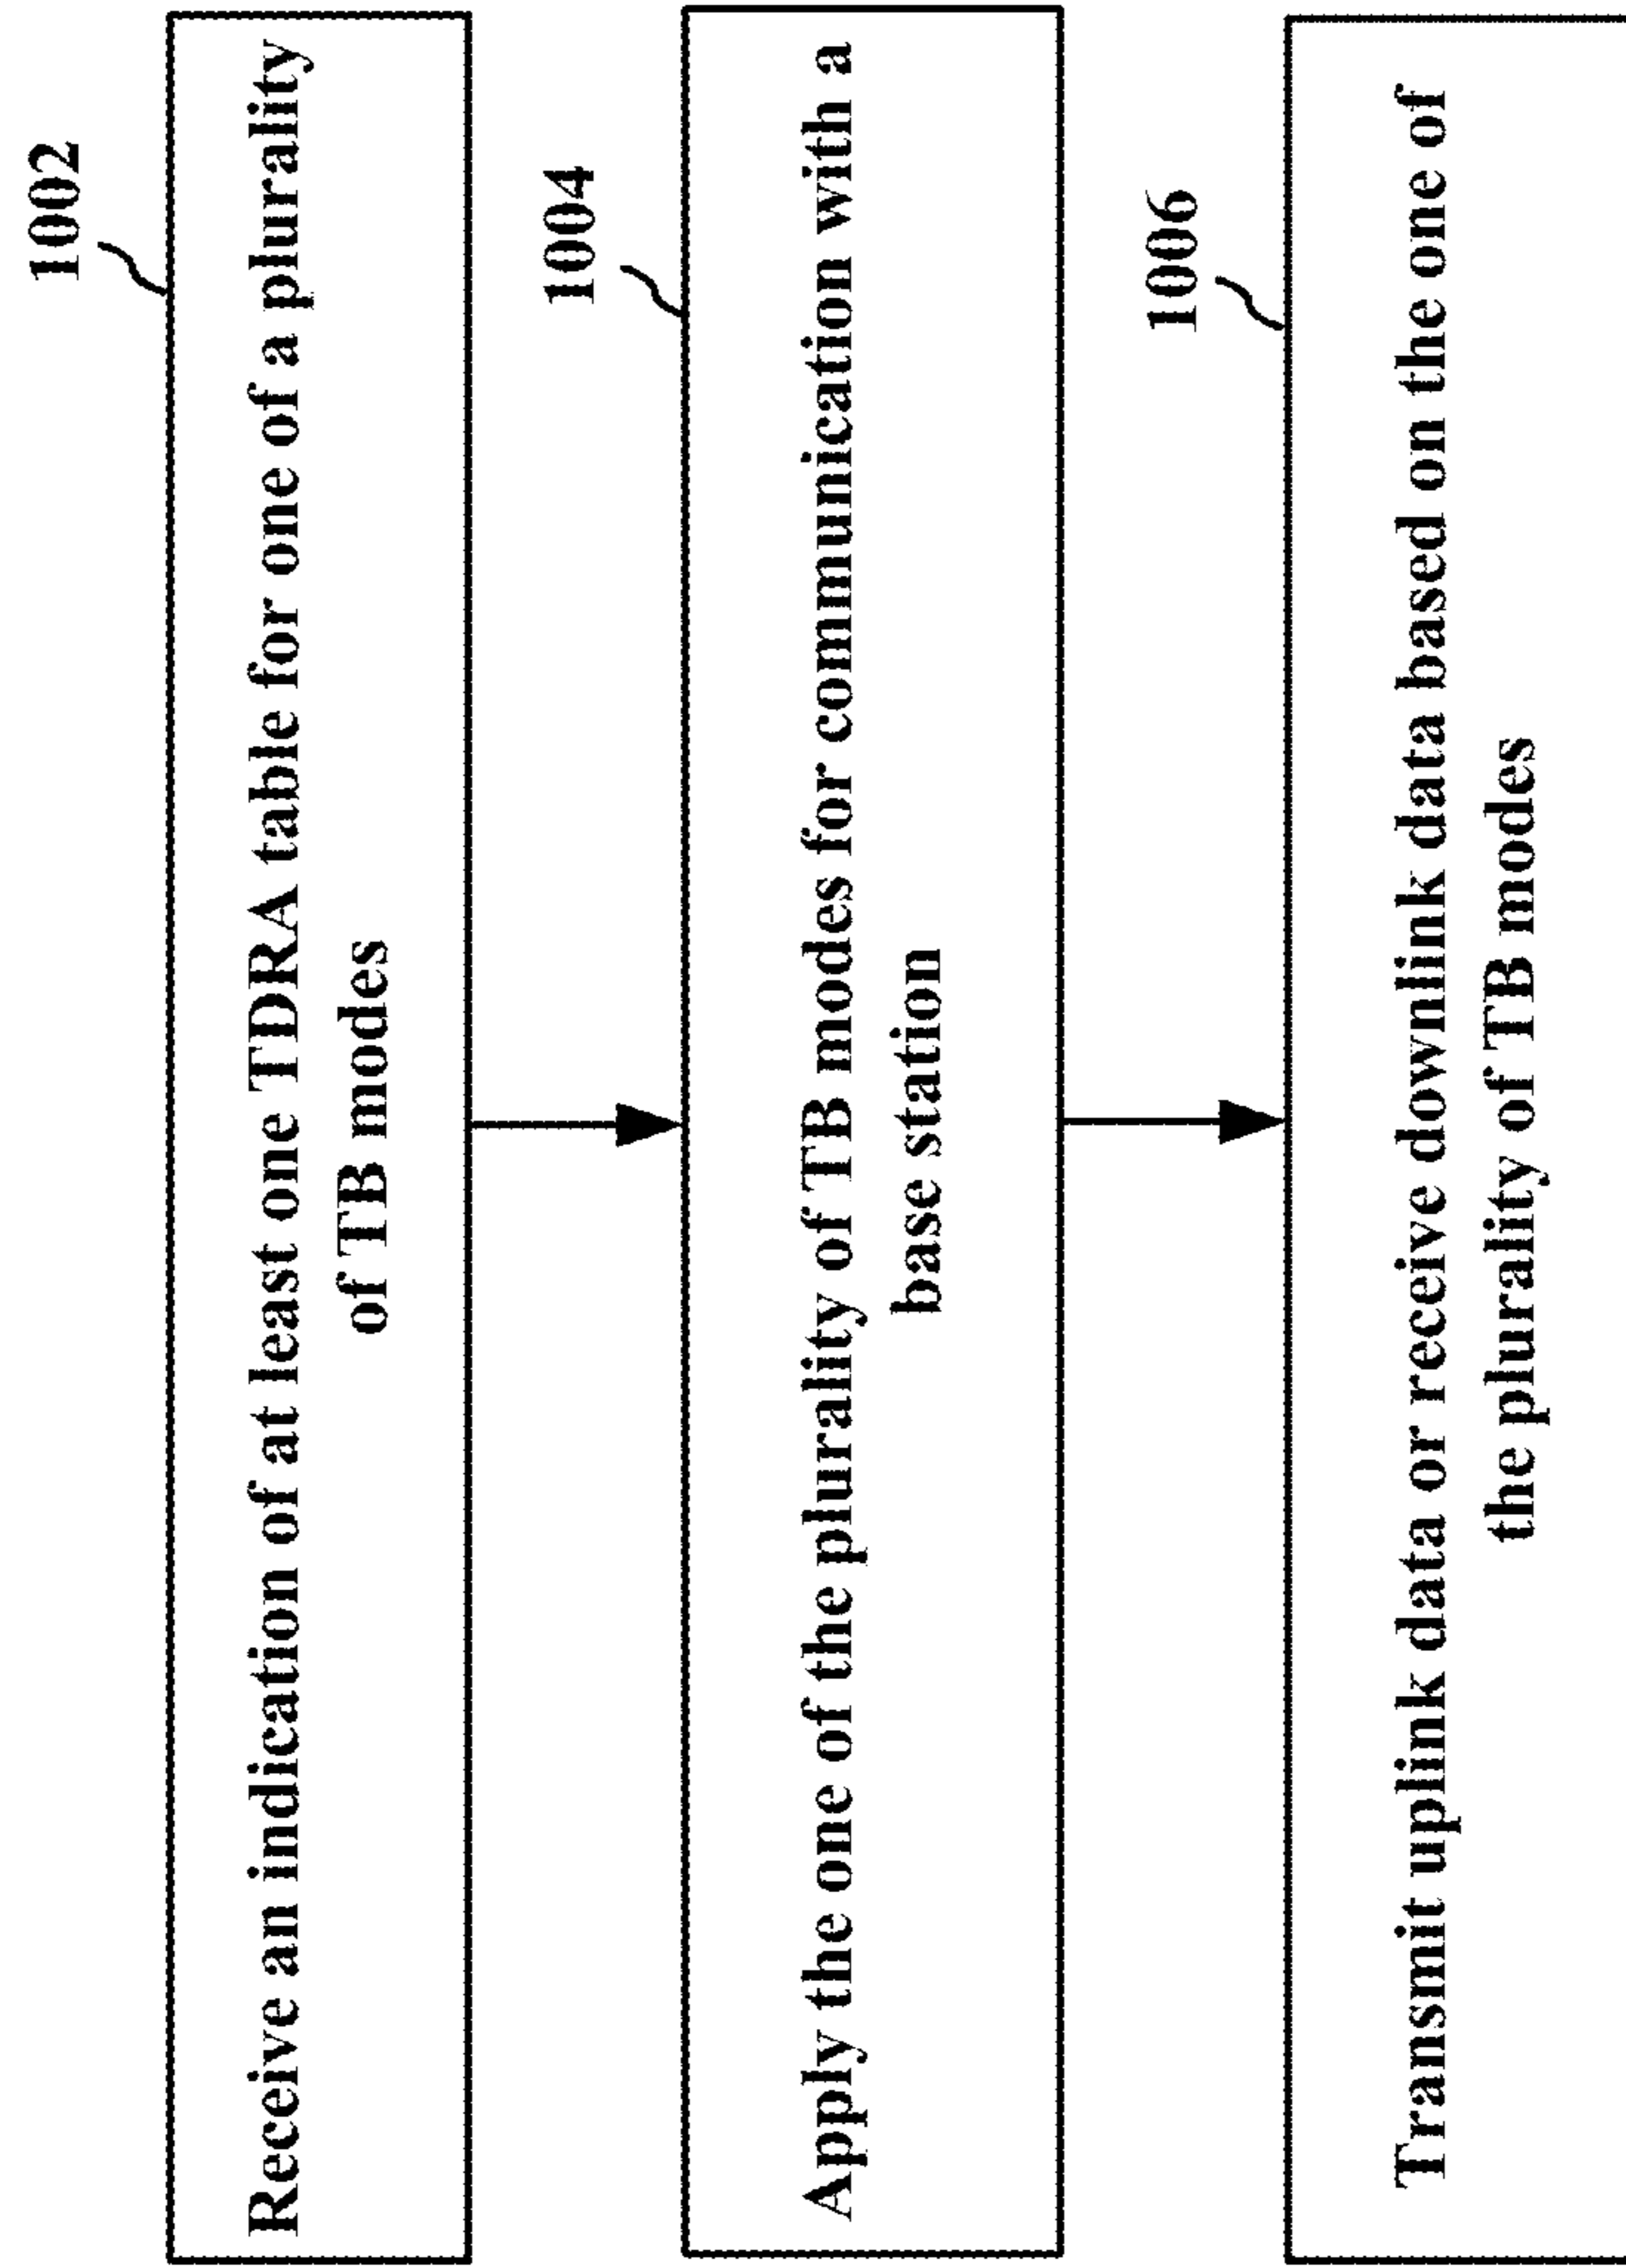 1002
Receive an indication of at least one TDRA table for one of a plurality
of TB modes
1004
Apply the one of the plurality of TB modes for communication with a
base station
1006
Transmit uplink data or receive downlink data based on the one of
the plurality of TB modes